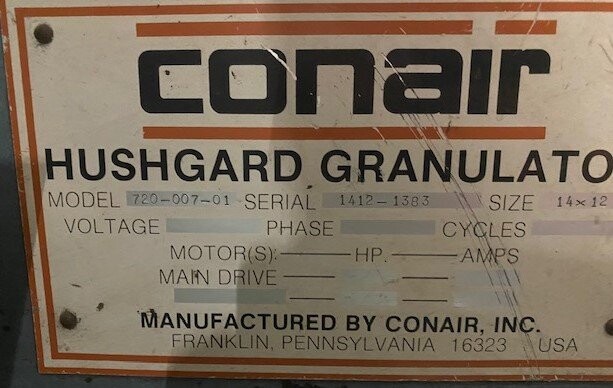 conair
HUSHGARD GRANULATO
MODEL 720-007-01 SERIAL 1412-1383 SIZE 14×12
VOLTAGE PHASE CYCLES
MOTOR(S): HP. AMPS
MAIN DRIVE
MANUFACTURED BY CONAIR, INC.
FRANKLIN, PENNSYLVANIA 16323 USA